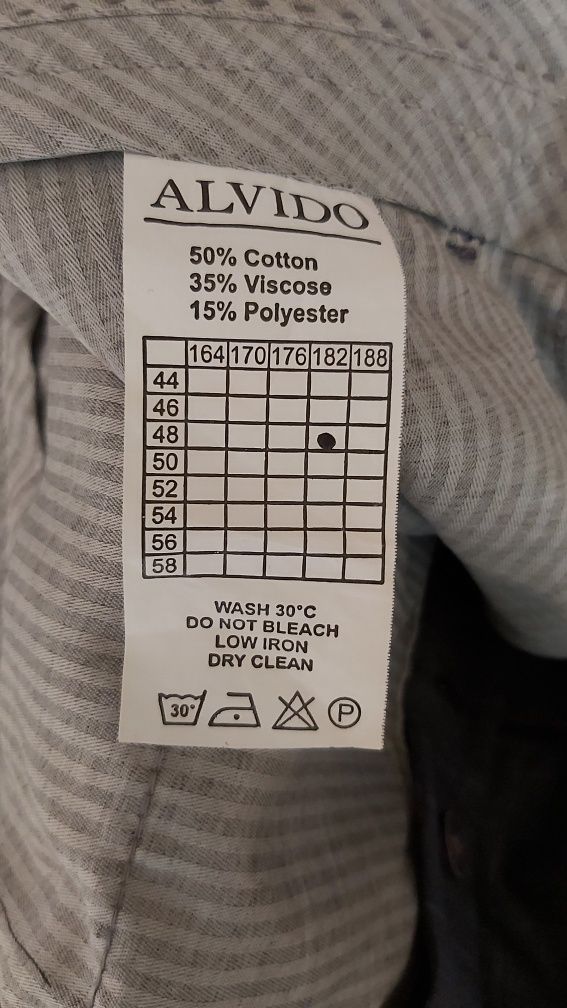 ALVIDO
50% Cotton
35% Viscose
15% Polyester
164 170 176 182 188
44
46
48
50
52
54
56
58
WASH 30°C
DO NOT BLEACH
LOW IRON
DRY CLEAN
30° P